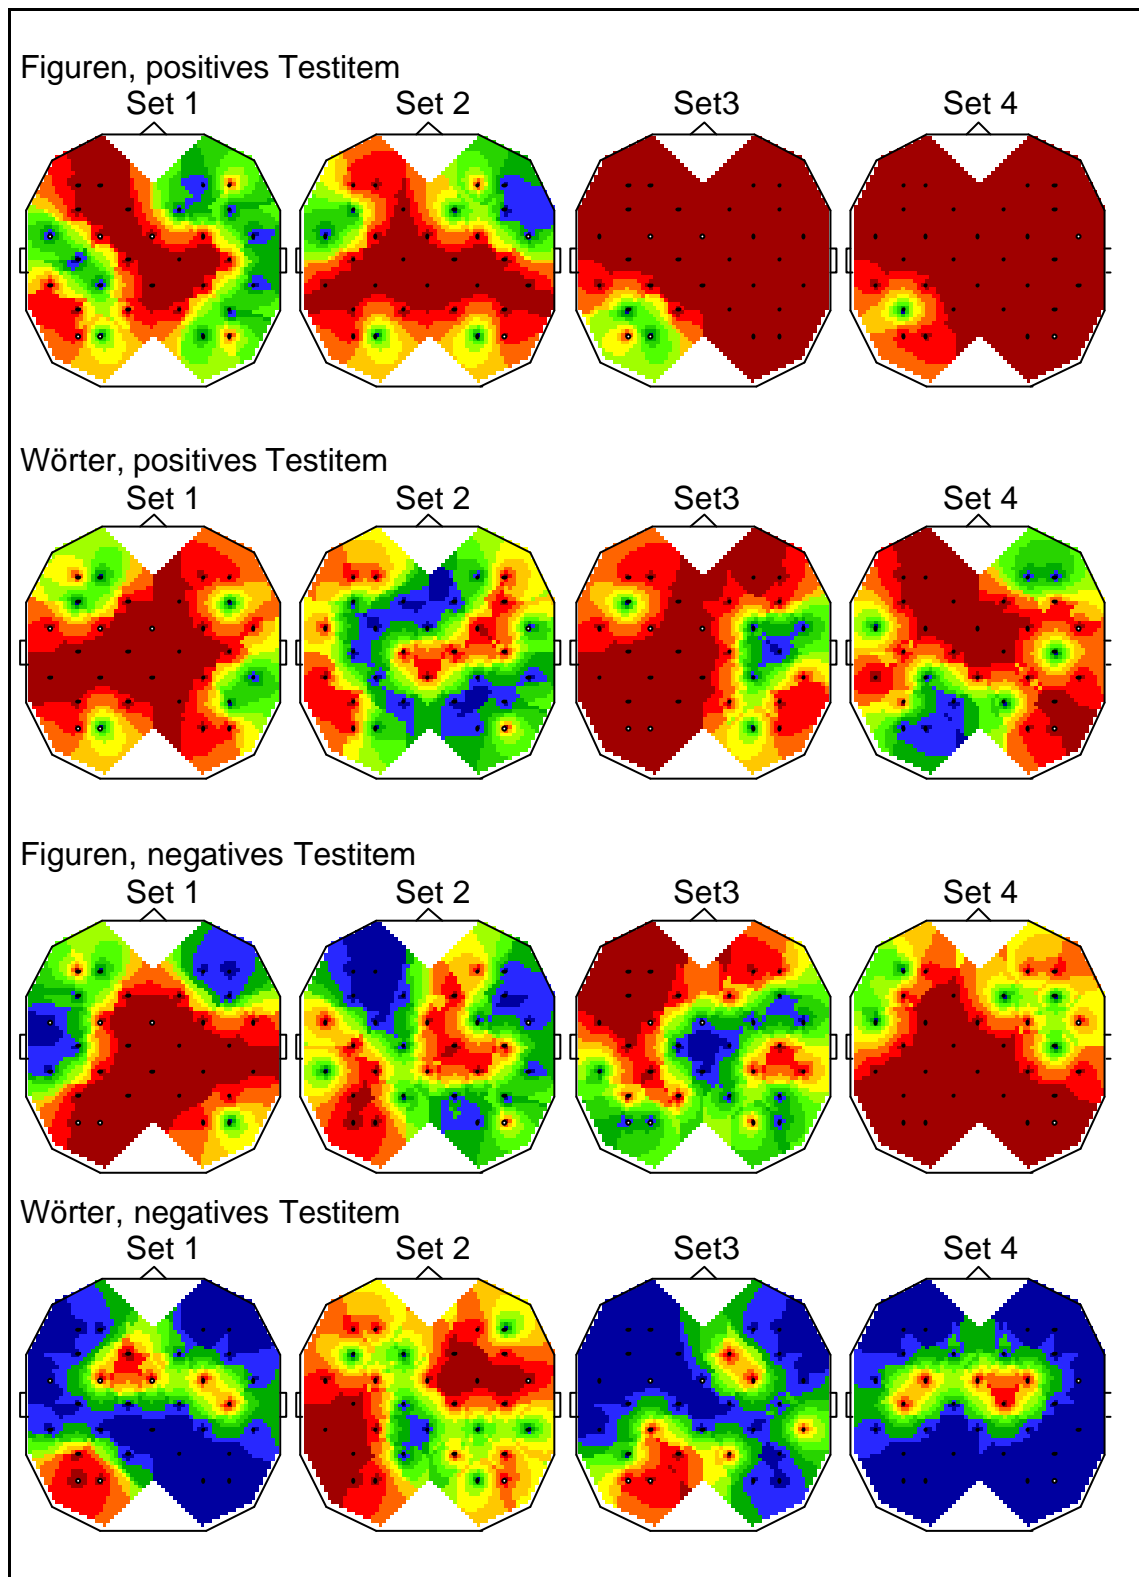 Figuren, positives Testitem
Set 1 Set 2 Set3 Set 4
Wörter, positives Testitem
Set 1 Set 2 Set3 Set 4
Figuren, negatives Testitem
Set 1 Set 2 Set3 Set 4
Wörter, negatives Testitem
Set 1 Set 2 Set3 Set 4